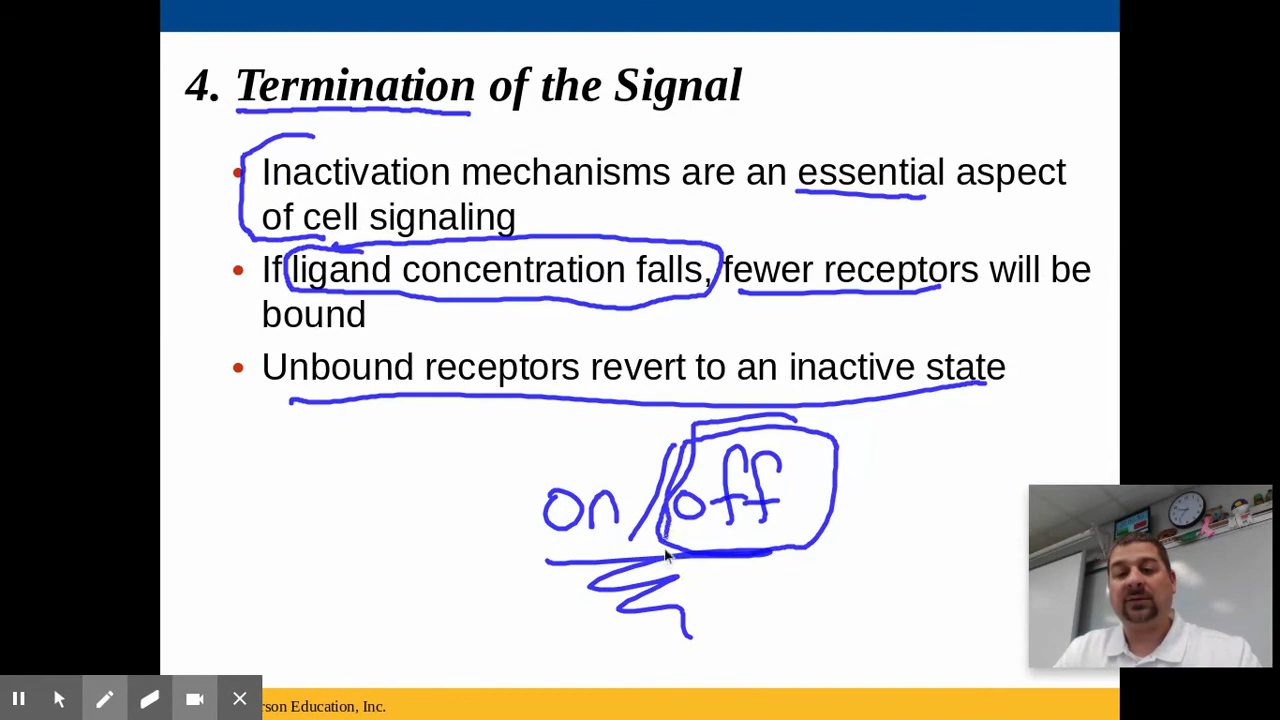 4. Termination of the Signal
• Inactivation mechanisms are an essential aspect
of cell signaling
• If ligand concentration falls, fewer receptors will be
bound
• Unbound receptors revert to an inactive state
on/off
rson Education, Inc.